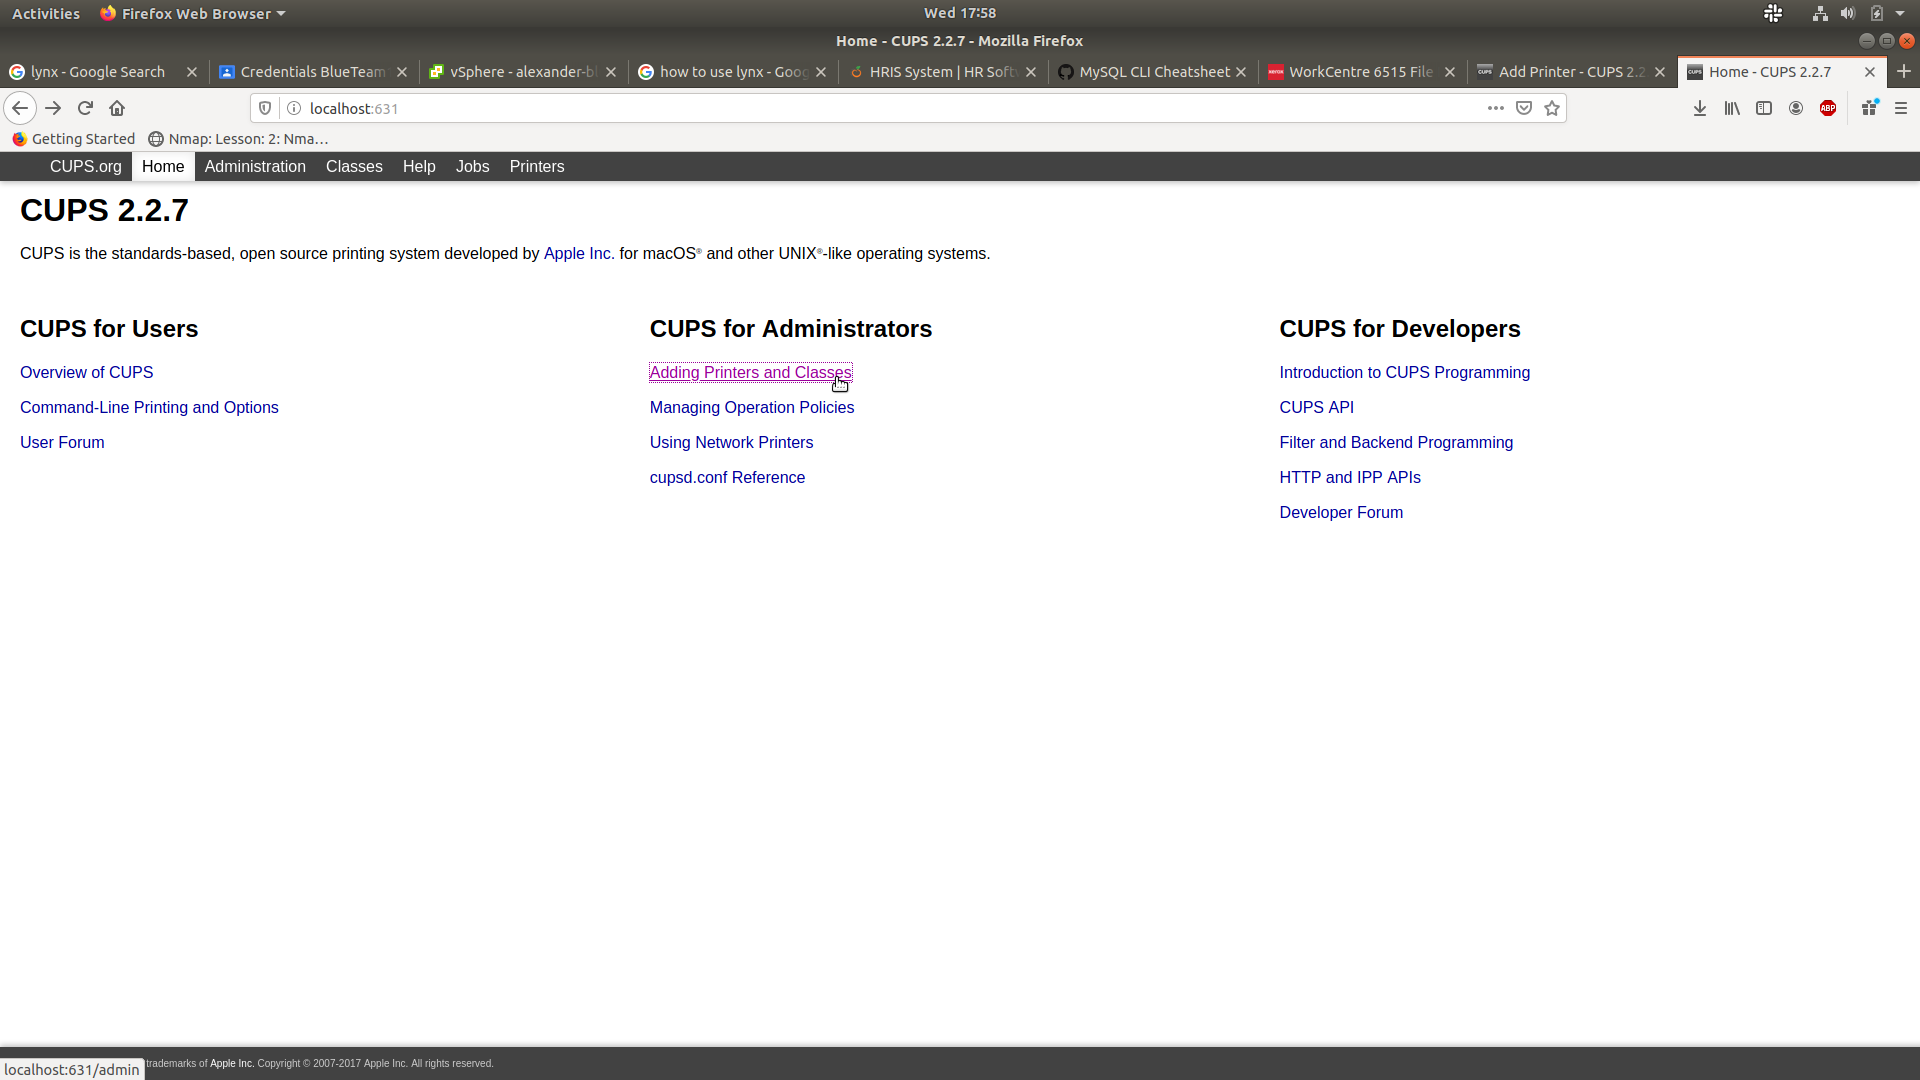 Activities Firefox Web Browser Wed 17:58
Home - CUPS 2.2.7 - Mozilla Firefox
lynx - Google Search Credentials BlueTeam vSphere - alexander-bl how to use lynx - Goog HRIS System | HR Softw MySQL CLI Cheatsheet WorkCentre 6515 File CUPS Add Printer - CUPS 2.2 CUPS Home - CUPS 2.2.7
localhost:631 ABP
Getting Started Nmap: Lesson: 2: Nma…
CUPS.org Home Administration Classes Help Jobs Printers
CUPS 2.2.7
CUPS is the standards-based, open source printing system developed by Apple Inc. for macOS® and other UNIX®-like operating systems.
CUPS for Users
Overview of CUPS
Command-Line Printing and Options
User Forum
CUPS for Administrators
Adding Printers and Classes
Managing Operation Policies
Using Network Printers
cupsd.conf Reference
CUPS for Developers
Introduction to CUPS Programming
CUPS API
Filter and Backend Programming
HTTP and IPP APIs
Developer Forum
trademarks of Apple Inc. Copyright © 2007-2017 Apple Inc. All rights reserved.
localhost:631/admin